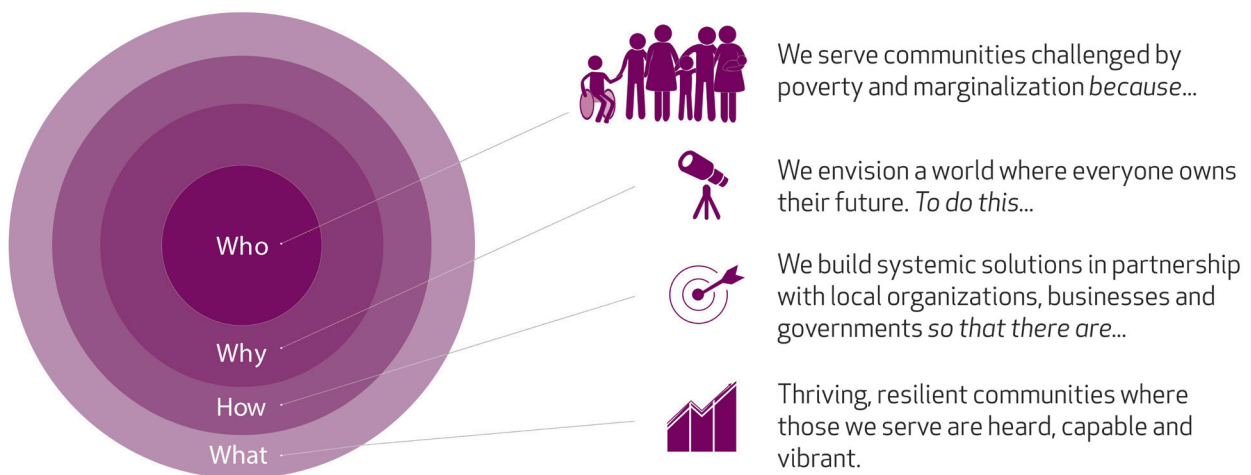 Who
Why
How
What
We serve communities challenged by
poverty and marginalization because...
We envision a world where everyone owns
their future. To do this...
We build systemic solutions in partnership
with local organizations, businesses and
governments so that there are...
Thriving, resilient communities where
those we serve are heard, capable and
vibrant.